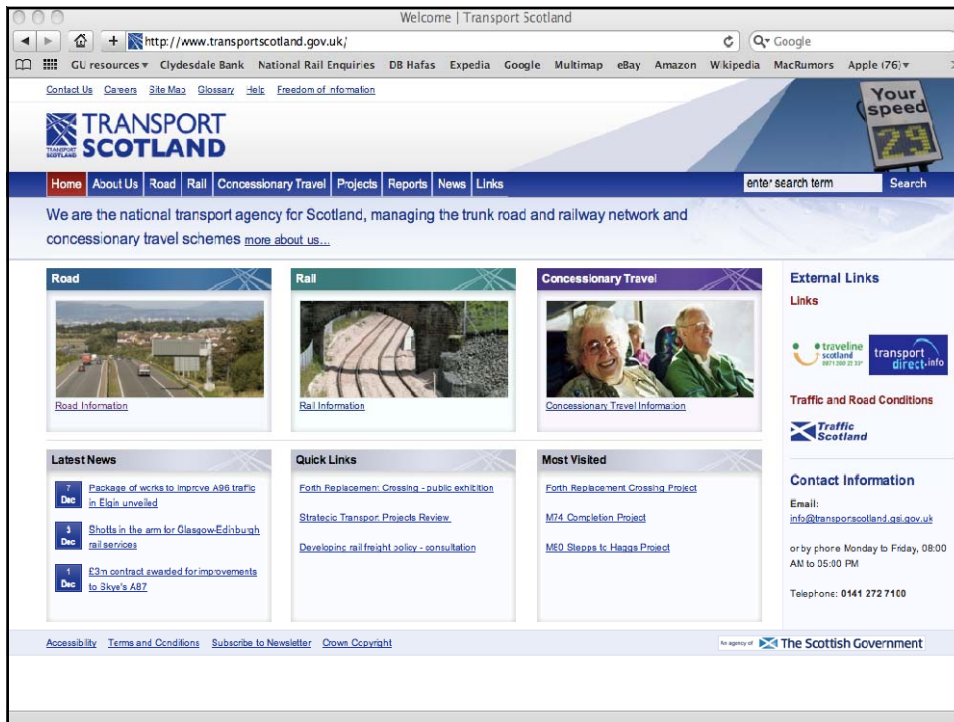 Welcome | Transport Scotland
http://www.transportscotland.gov.uk/
Google
GU resources Clydesdale Bank National Rail Enquiries DB Hafas Expedia Google Multimap eBay Amazon Wikipedia MacRumors Apple (76)
Contact Us Careers Site Map Glossary Help Freedom of Information
Your
speed
29
TRANSPORT
SCOTLAND
TRANSPORT
SCOTLAND
Home About Us Road Rail Concessionary Travel Projects Reports News Links
enter search term Search
We are the national transport agency for Scotland, managing the trunk road and railway network and
concessionary travel schemes more about us...
Road
Road Information
Rail
Rail Information
Concessionary Travel
Concessionary Travel Information
External Links
Links
traveline
scotland
0871 200 22 33
transport
direct.info
Traffic and Road Conditions
Traffic
Scotland
Latest News
7
Dec
Package of works to improve A96 traffic
in Elgin unveiled
3
Dec
Shotts in the arm for Glasgow-Edinburgh
rail services
1
Dec
£3m contract awarded for improvements
to Skye's A87
Quick Links
Forth Replacement Crossing - public exhibition
Strategic Transport Projects Review
Developing rail freight policy - consultation
Most Visited
Forth Replacement Crossing Project
M74 Completion Project
M80 Stepps to Haggs Project
Contact Information
Email:
info@transportscotland.gsi.gov.uk
or by phone Monday to Friday, 08:00
AM to 05:00 PM
Telephone: 0141 272 7100
Accessibility Terms and Conditions Subscribe to Newsletter Crown Copyright
An agency of The Scottish Government